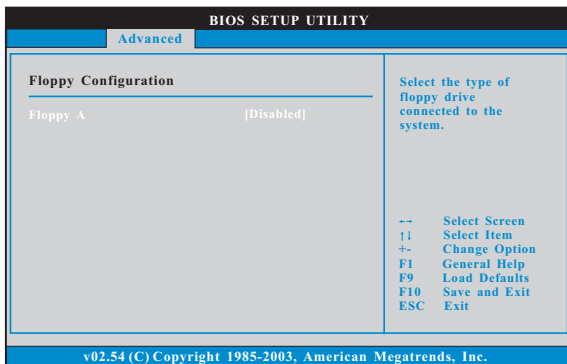 BIOS SETUP UTILITY
Advanced
Floppy Configuration
Floppy A [Disabled]
Select the type of
floppy drive
connected to the
system.
←→ Select Screen
↑↓ Select Item
+- Change Option
F1 General Help
F9 Load Defaults
F10 Save and Exit
ESC Exit
v02.54 (C) Copyright 1985-2003, American Megatrends, Inc.